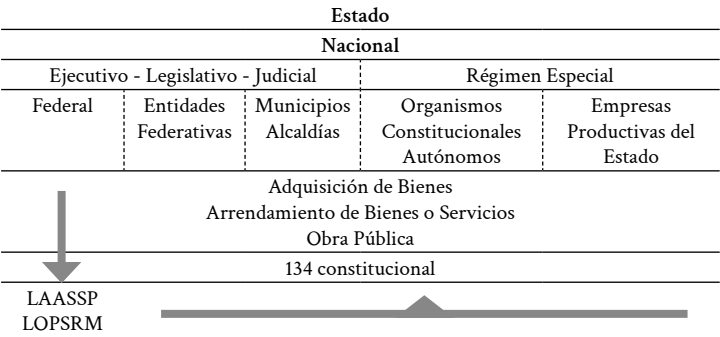 Estado
Nacional
Ejecutivo - Legislativo - Judicial
Régimen Especial
Federal
Entidades
Federativas
Municipios
Alcaldías
Organismos
Constitucionales
Autónomos
Empresas
Productivas del
Estado
Adquisición de Bienes
Arrendamiento de Bienes o Servicios
Obra Pública
134 constitucional
LAASSP
LOPSRM